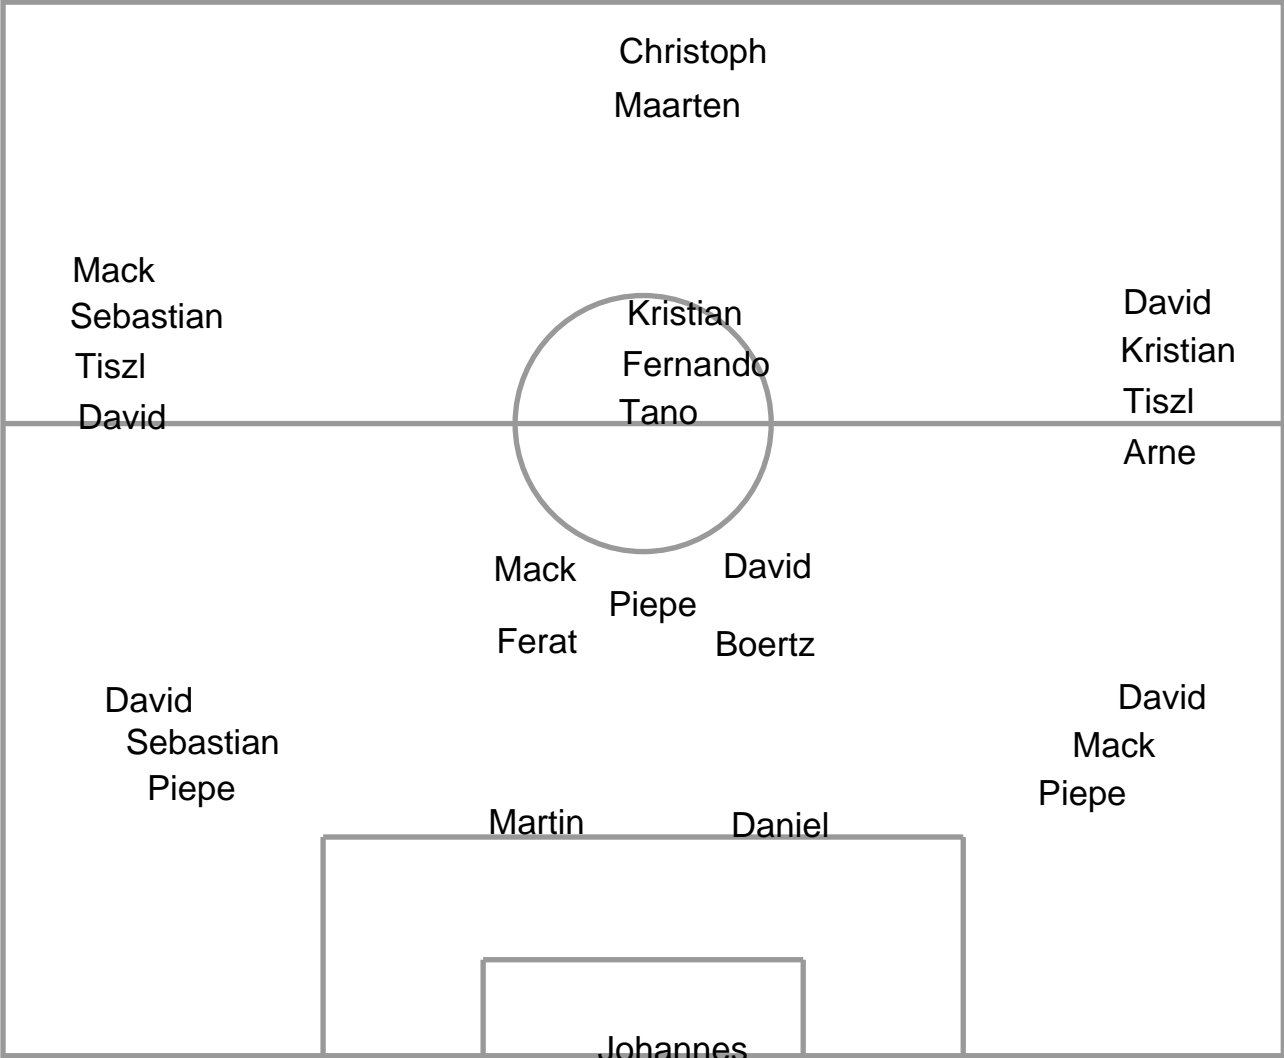 Christoph
Maarten
Mack
Sebastian
Tiszl
David
Kristian
Fernando
Tano
David
Kristian
Tiszl
Arne
Mack
David
Piepe
Ferat
Boertz
David
Sebastian
Piepe
David
Mack
Piepe
Martin
Daniel
Johannes